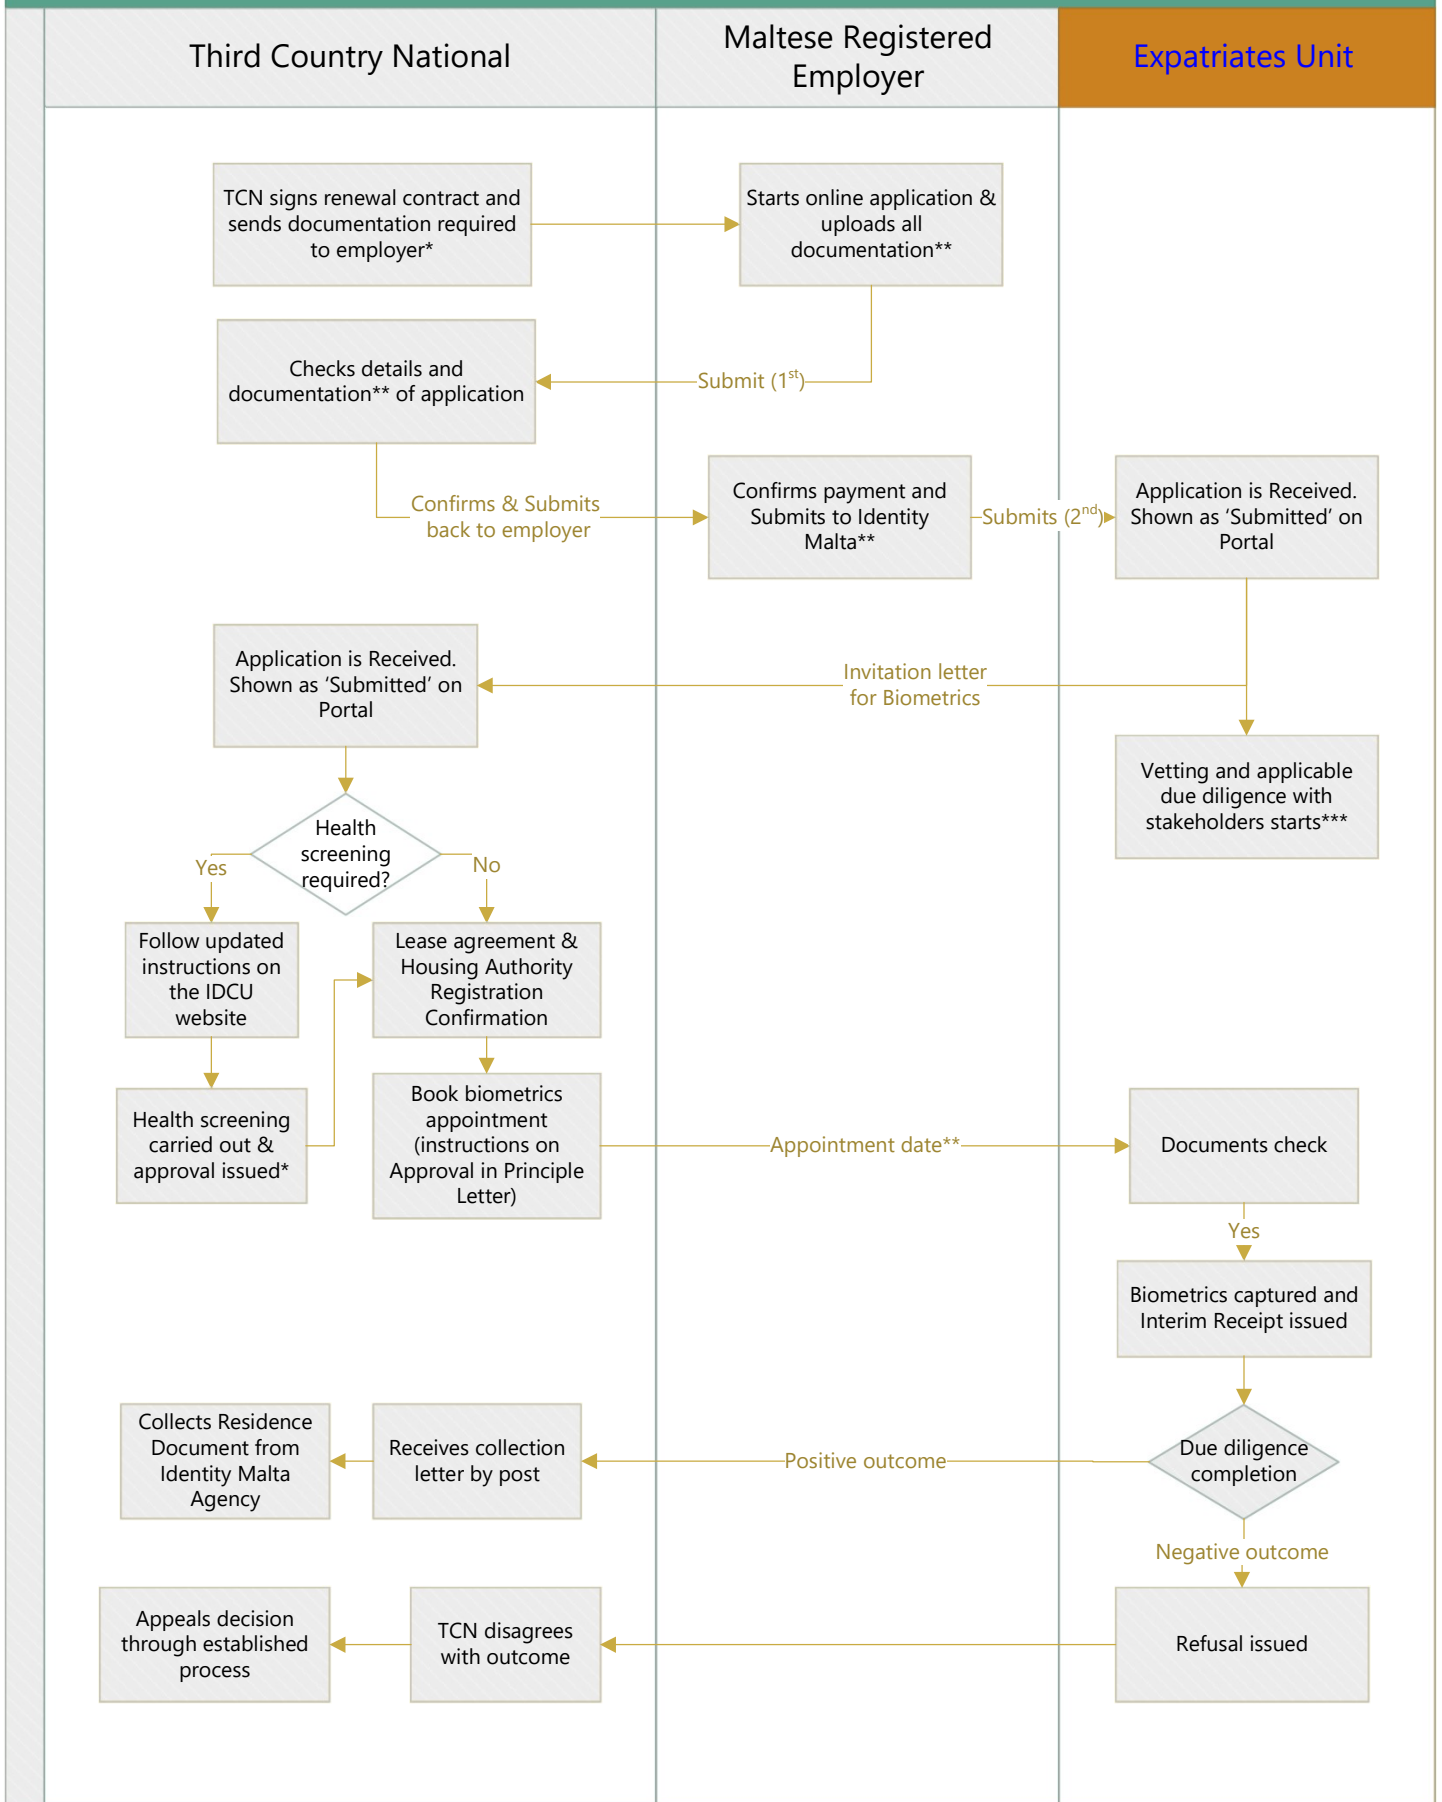 Third Country National
Maltese Registered
Employer
Expatriates Unit
TCN signs renewal contract and
sends documentation required
to employer*
Starts online application &
uploads all
documentation**
Checks details and
documentation** of application
Submit (1st)
Confirms & Submits
back to employer
Confirms payment and
Submits to Identity
Malta**
Submits (2nd)
Application is Received.
Shown as ‘Submitted’ on
Portal
Application is Received.
Shown as ‘Submitted’ on
Portal
Invitation letter
for Biometrics
Vetting and applicable
due diligence with
stakeholders starts***
Health
screening
required?
Yes
No
Follow updated
instructions on
the IDCU
website
Lease agreement &
Housing Authority
Registration
Confirmation
Health screening
carried out &
approval issued*
Book biometrics
appointment
(instructions on
Approval in Principle
Letter)
Appointment date**
Documents check
Yes
Biometrics captured and
Interim Receipt issued
Collects Residence
Document from
Identity Malta
Agency
Receives collection
letter by post
Positive outcome
Due diligence
completion
Negative outcome
Appeals decision
through established
process
TCN disagrees
with outcome
Refusal issued